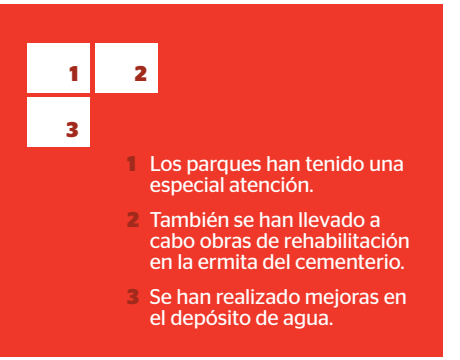 1 2
3
1 Los parques han tenido una
especial atención.
2 También se han llevado a
cabo obras de rehabilitación
en la ermita del cementerio.
3 Se han realizado mejoras en
el depósito de agua.